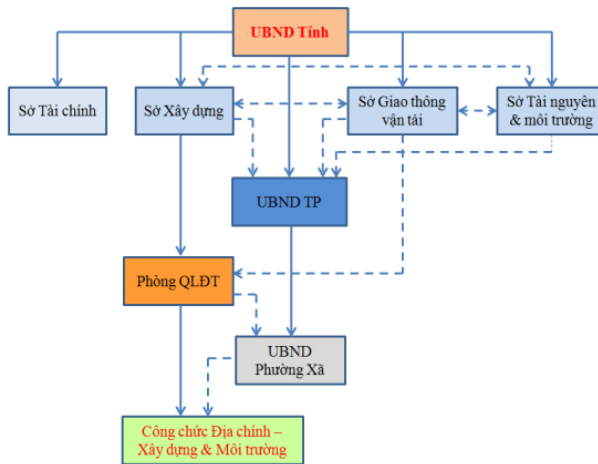 UBND Tỉnh
Sở Tài chính
Sở Xây dựng
Sở Giao thông
vận tải
Sở Tài nguyên
& môi trường
UBND TP
Phòng QLĐT
UBND
Phường Xã
Công chức Địa chính –
Xây dựng & Môi trường